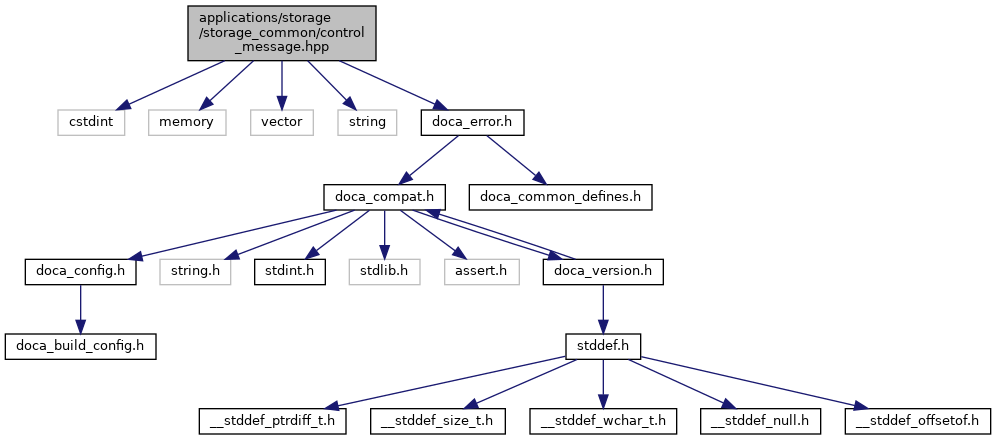 applications/storage
/storage_common/control
_message.hpp
cstdint
memory
vector
string
doca_error.h
doca_compat.h
doca_common_defines.h
doca_config.h
string.h
stdint.h
stdlib.h
assert.h
doca_version.h
doca_build_config.h
stddef.h
__stddef_ptrdiff_t.h
__stddef_size_t.h
__stddef_wchar_t.h
__stddef_null.h
__stddef_offsetof.h